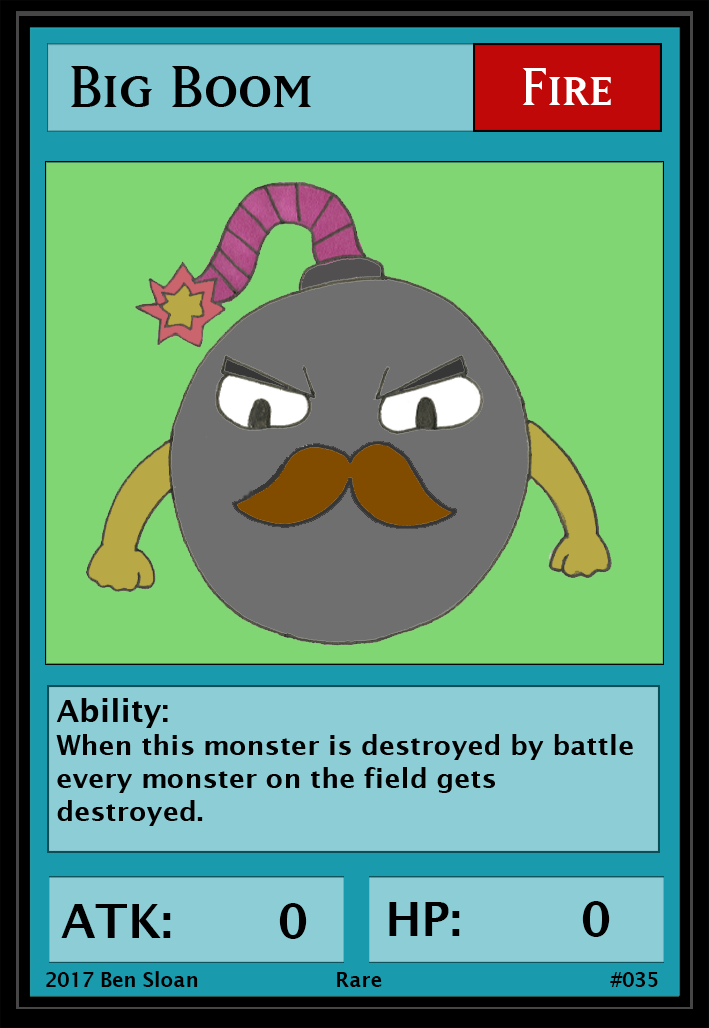 Big Boom
Fire
Ability:
When this monster is destroyed by battle
every monster on the field gets
destroyed.
ATK: 0
HP: 0
2017 Ben Sloan
Rare
#035